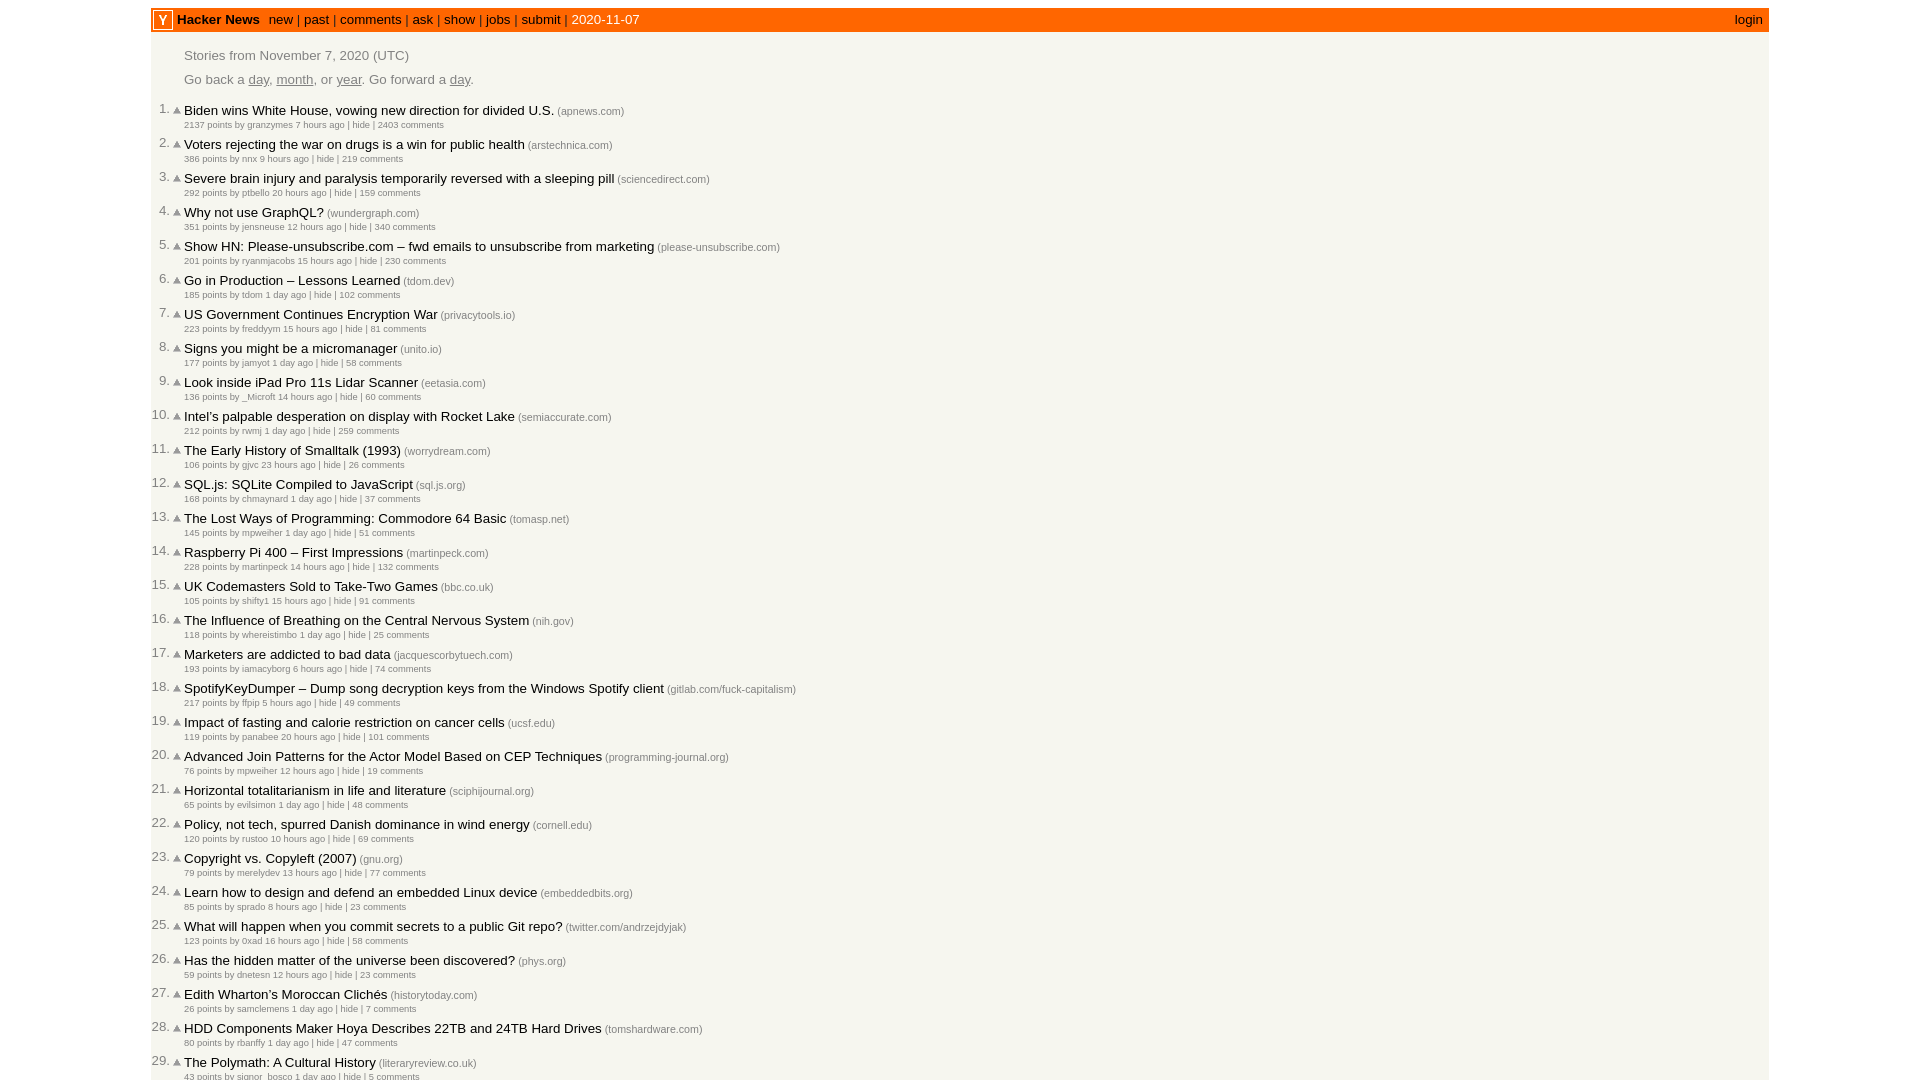 Y Hacker News new | past | comments | ask | show | jobs | submit | 2020-11-07 login
Stories from November 7, 2020 (UTC)
Go back a day, month, or year. Go forward a day.
1. Biden wins White House, vowing new direction for divided U.S. (apnews.com)
2137 points by granzymes 7 hours ago | hide | 2403 comments
2. Voters rejecting the war on drugs is a win for public health (arstechnica.com)
386 points by nnx 9 hours ago | hide | 219 comments
3. Severe brain injury and paralysis temporarily reversed with a sleeping pill (sciencedirect.com)
292 points by ptbello 20 hours ago | hide | 159 comments
4. Why not use GraphQL? (wundergraph.com)
351 points by jensneuse 12 hours ago | hide | 340 comments
5. Show HN: Please-unsubscribe.com – fwd emails to unsubscribe from marketing (please-unsubscribe.com)
201 points by ryanmjacobs 15 hours ago | hide | 230 comments
6. Go in Production – Lessons Learned (tdom.dev)
185 points by tdom 1 day ago | hide | 102 comments
7. US Government Continues Encryption War (privacytools.io)
223 points by freddyym 15 hours ago | hide | 81 comments
8. Signs you might be a micromanager (unito.io)
177 points by jamyot 1 day ago | hide | 58 comments
9. Look inside iPad Pro 11s Lidar Scanner (eetasia.com)
136 points by _Microft 14 hours ago | hide | 60 comments
10. Intel’s palpable desperation on display with Rocket Lake (semiaccurate.com)
212 points by rwmj 1 day ago | hide | 259 comments
11. The Early History of Smalltalk (1993) (worrydream.com)
106 points by gjvc 23 hours ago | hide | 26 comments
12. SQL.js: SQLite Compiled to JavaScript (sql.js.org)
168 points by chmaynard 1 day ago | hide | 37 comments
13. The Lost Ways of Programming: Commodore 64 Basic (tomasp.net)
145 points by mpweiher 1 day ago | hide | 51 comments
14. Raspberry Pi 400 – First Impressions (martinpeck.com)
228 points by martinpeck 14 hours ago | hide | 132 comments
15. UK Codemasters Sold to Take-Two Games (bbc.co.uk)
105 points by shifty1 15 hours ago | hide | 91 comments
16. The Influence of Breathing on the Central Nervous System (nih.gov)
118 points by whereistimbo 1 day ago | hide | 25 comments
17. Marketers are addicted to bad data (jacquescorbytuech.com)
193 points by iamacyborg 6 hours ago | hide | 74 comments
18. SpotifyKeyDumper – Dump song decryption keys from the Windows Spotify client (gitlab.com/fuck-capitalism)
217 points by ffpip 5 hours ago | hide | 49 comments
19. Impact of fasting and calorie restriction on cancer cells (ucsf.edu)
119 points by panabee 20 hours ago | hide | 101 comments
20. Advanced Join Patterns for the Actor Model Based on CEP Techniques (programming-journal.org)
76 points by mpweiher 12 hours ago | hide | 19 comments
21. Horizontal totalitarianism in life and literature (sciphijournal.org)
65 points by evilsimon 1 day ago | hide | 48 comments
22. Policy, not tech, spurred Danish dominance in wind energy (cornell.edu)
120 points by rustoo 10 hours ago | hide | 69 comments
23. Copyright vs. Copyleft (2007) (gnu.org)
79 points by merelydev 13 hours ago | hide | 77 comments
24. Learn how to design and defend an embedded Linux device (embeddedbits.org)
85 points by sprado 8 hours ago | hide | 23 comments
25. What will happen when you commit secrets to a public Git repo? (twitter.com/andrzejdyjak)
123 points by 0xad 16 hours ago | hide | 58 comments
26. Has the hidden matter of the universe been discovered? (phys.org)
59 points by dnetesn 12 hours ago | hide | 23 comments
27. Edith Wharton’s Moroccan Clichés (historytoday.com)
26 points by samclemens 1 day ago | hide | 7 comments
28. HDD Components Maker Hoya Describes 22TB and 24TB Hard Drives (tomshardware.com)
80 points by rbanffy 1 day ago | hide | 47 comments
29. The Polymath: A Cultural History (literaryreview.co.uk)
43 points by signor_bosco 1 day ago | hide | 5 comments